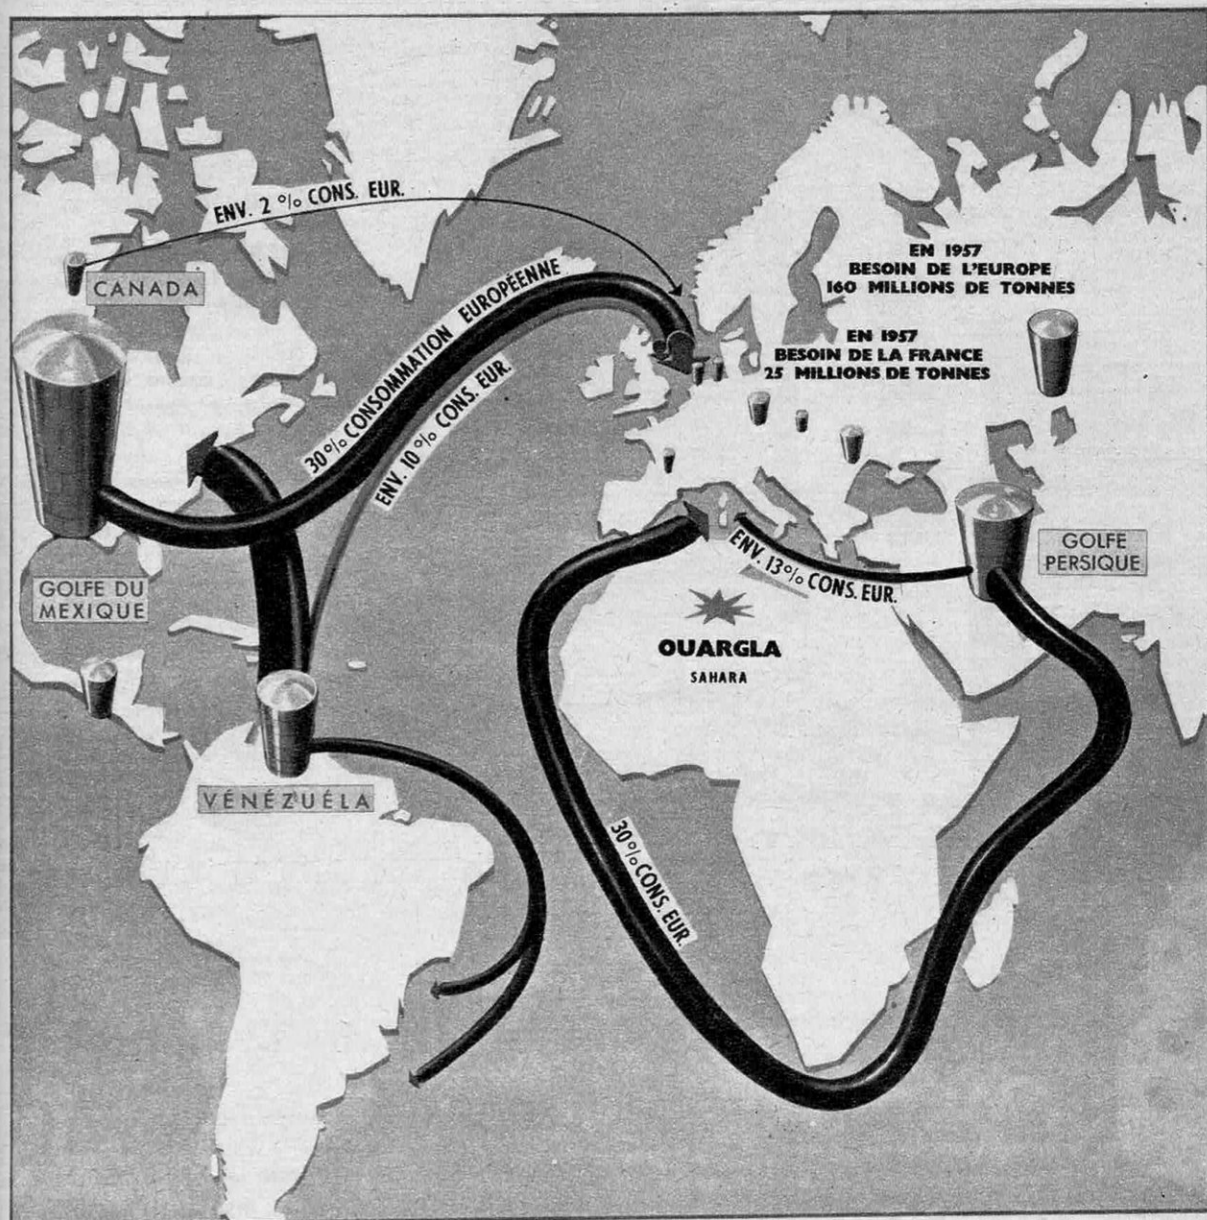 ENV. 2 % CONS. EUR.
CANADA
30% CONSOMMATION EUROPÉENNE
ENV. 10 % CONS. EUR.
EN 1957
BESOIN DE L'EUROPE
160 MILLIONS DE TONNES
EN 1957
BESOIN DE LA FRANCE
25 MILLIONS DE TONNES
GOLFE DU
MEXIQUE
GOLFE
PERSIQUE
ENV. 13% CONS. EUR.
OUARGLA
SAHARA
VÉNÉZUÉLA
30% CONS. EUR.